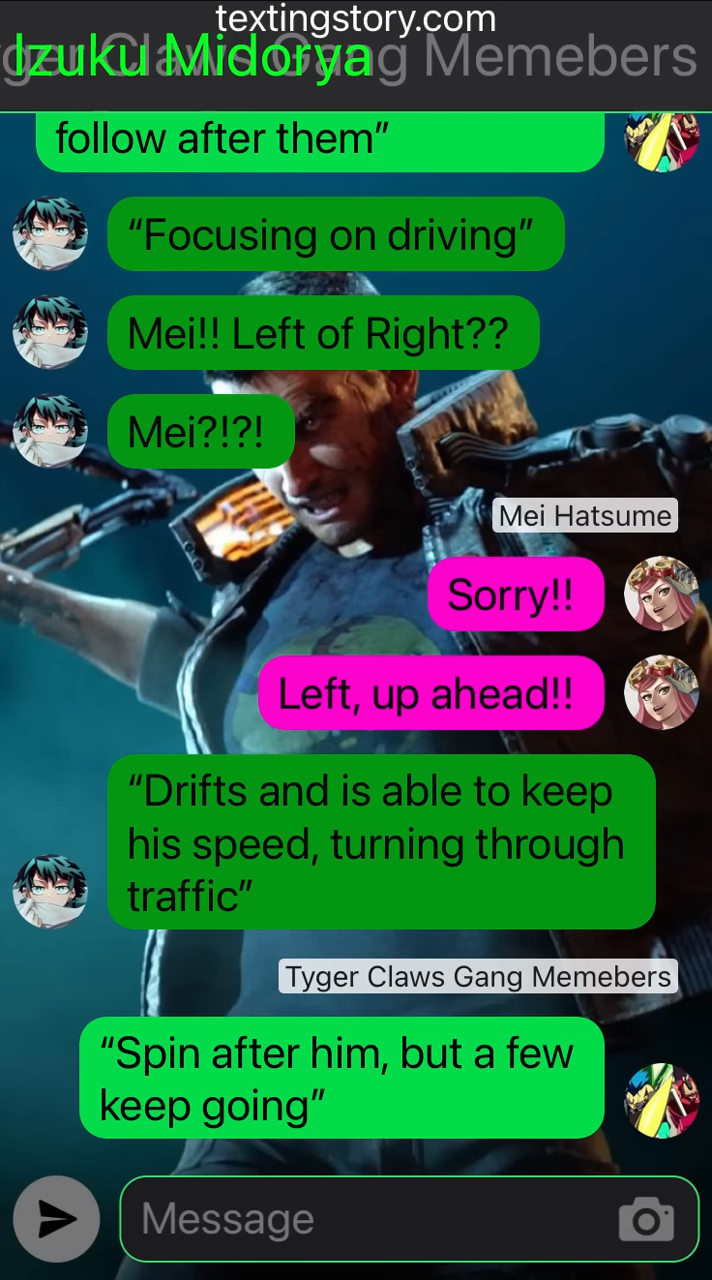 textingstory.com
Izuku Midorya
ger Claws Gang Memebers
follow after them”
“Focusing on driving”
Mei!! Left of Right??
Mei?!?!
Mei Hatsume
Sorry!!
Left, up ahead!!
“Drifts and is able to keep
his speed, turning through
traffic”
Tyger Claws Gang Memebers
“Spin after him, but a few
keep going”
Message